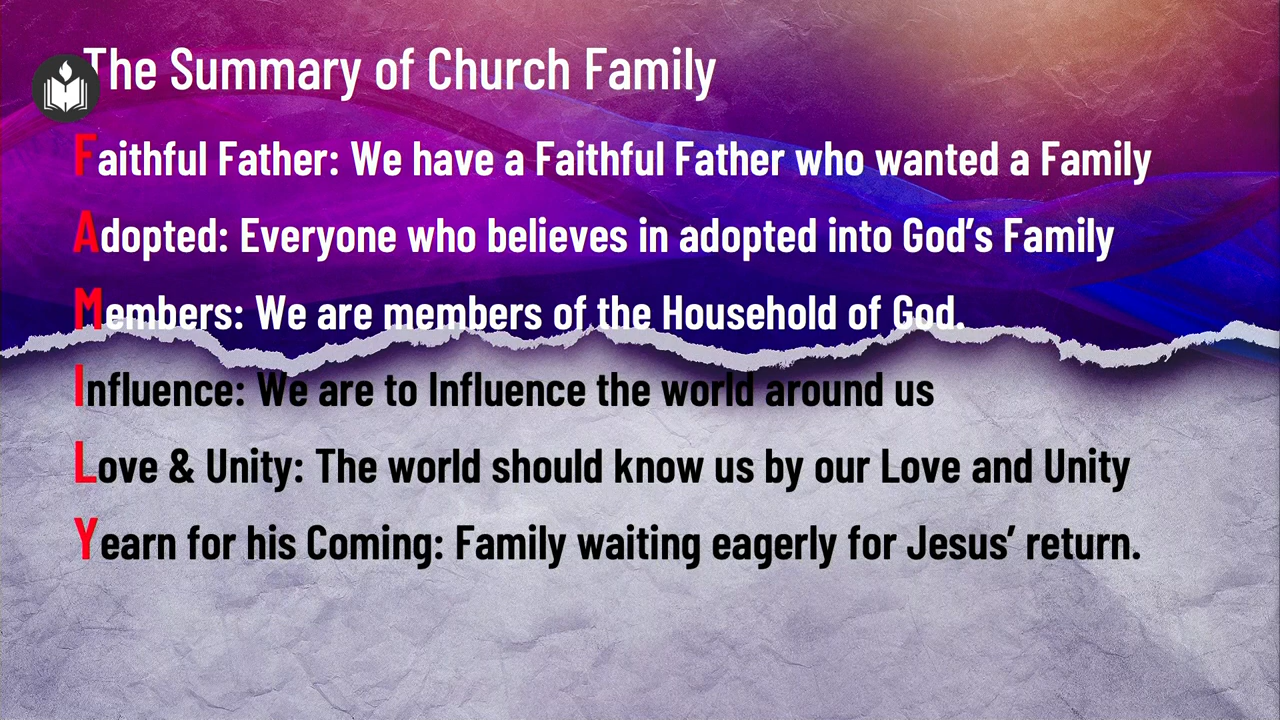 The Summary of Church Family
Faithful Father: We have a Faithful Father who wanted a Family
Adopted: Everyone who believes in adopted into God’s Family
Members: We are members of the Household of God.
Influence: We are to Influence the world around us
Love & Unity: The world should know us by our Love and Unity
Yearn for his Coming: Family waiting eagerly for Jesus’ return.